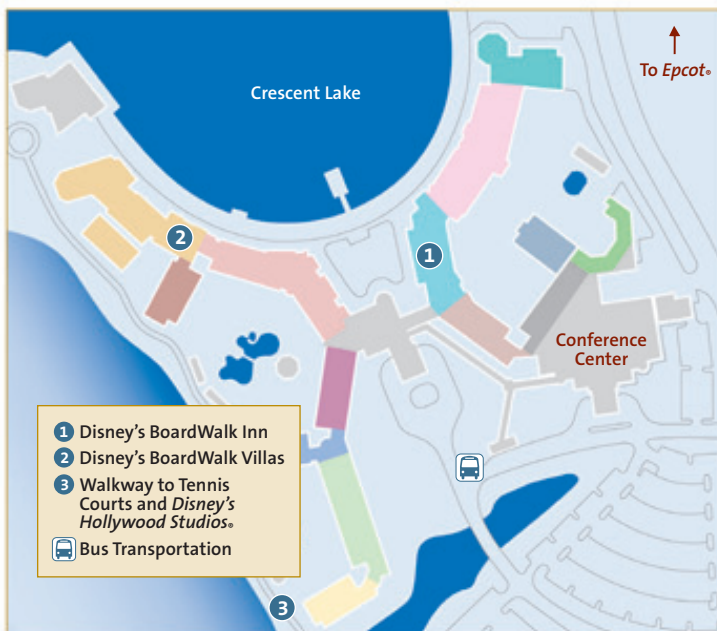 To Epcot®
Crescent Lake
2
1
Conference
Center
1 Disney’s BoardWalk Inn
2 Disney’s BoardWalk Villas
3 Walkway to Tennis
Courts and Disney’s
Hollywood Studios®
Bus Transportation
3